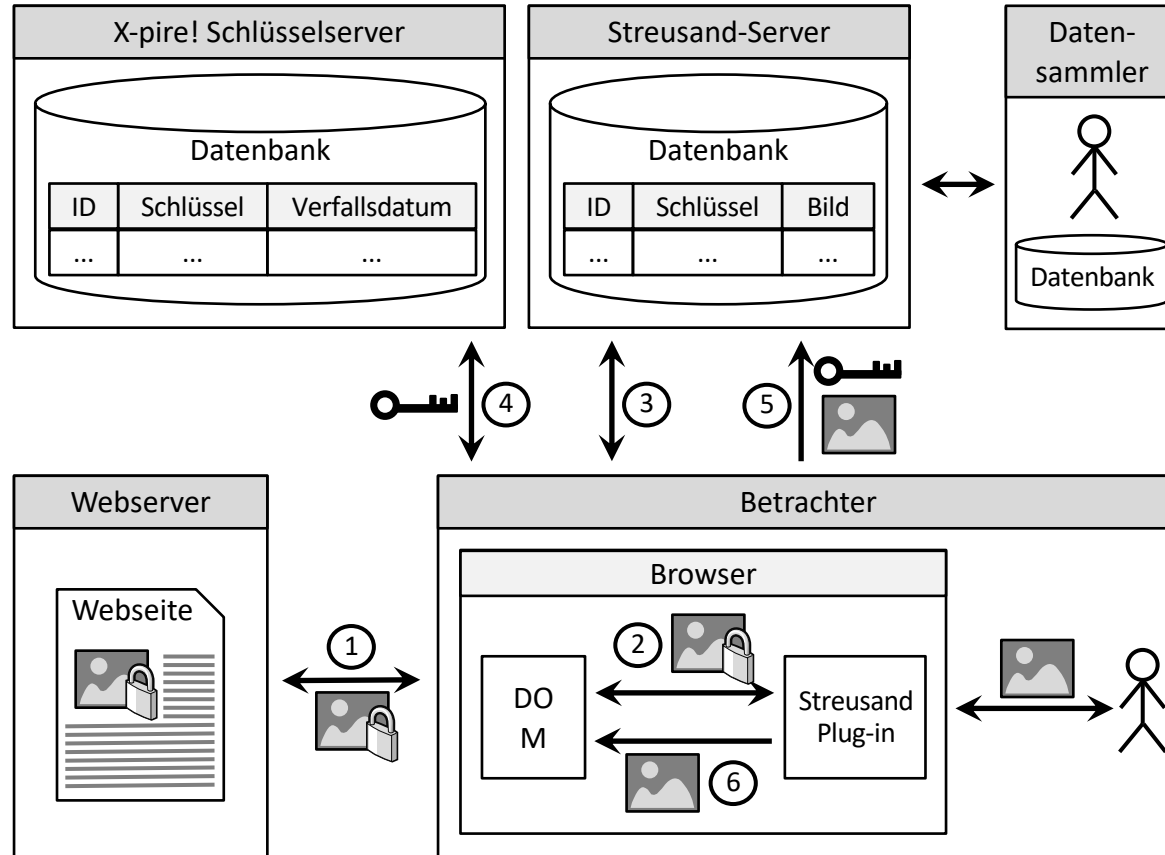 X-pire! Schlüsselserver
Datenbank
ID Schlüssel Verfallsdatum
... ... ...
Streusand-Server
Datenbank
ID Schlüssel Bild
... ... ...
Daten-
sammler
Datenbank
4
3
5
Webserver
Webseite
1
Betrachter
Browser
2
DO
M
Streusand
Plug-in
6